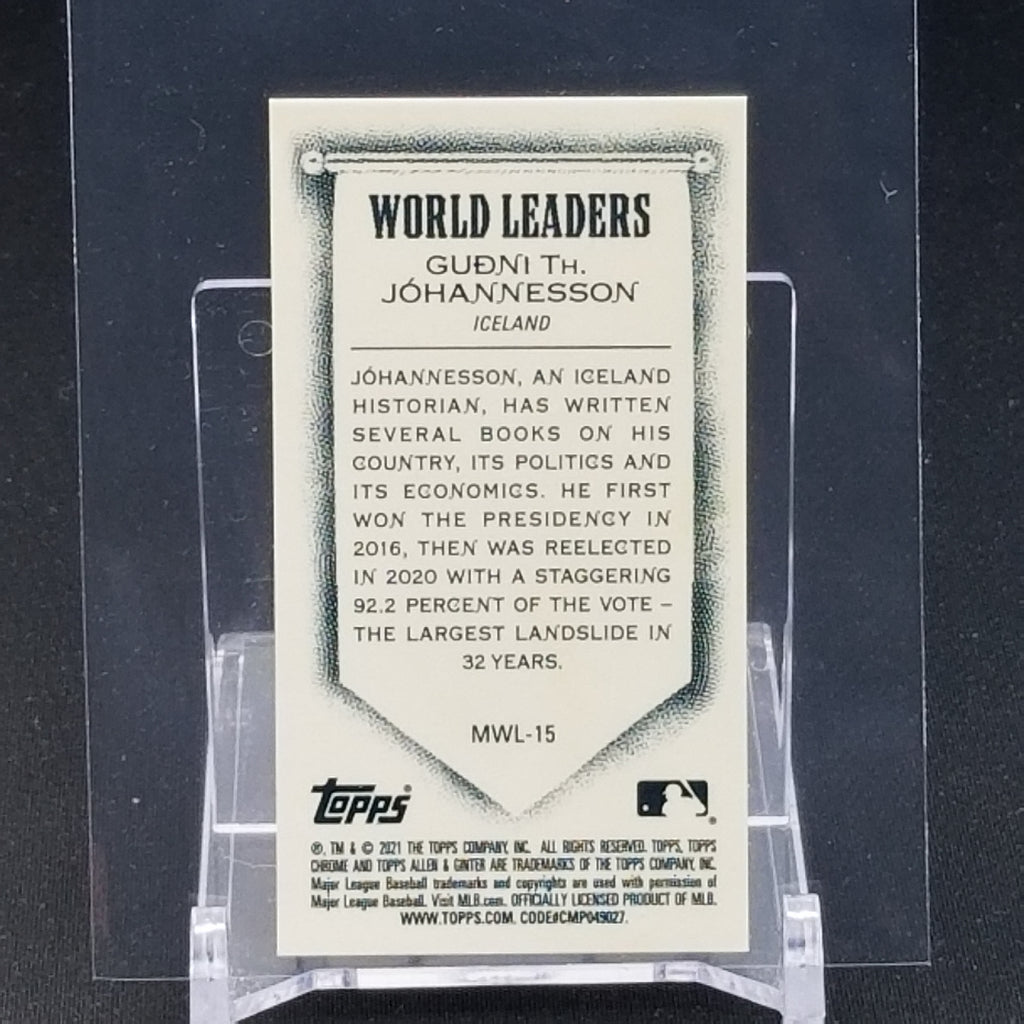 WORLD LEADERS
GUÐNI TH.
JÓHANNESSON
ICELAND
JÓHANNESSON, AN ICELAND
HISTORIAN, HAS WRITTEN
SEVERAL BOOKS ON HIS
COUNTRY, ITS POLITICS AND
ITS ECONOMICS. HE FIRST
WON THE PRESIDENCY IN
2016, THEN WAS REELECTED
IN 2020 WITH A STAGGERING
92.2 PERCENT OF THE VOTE –
THE LARGEST LANDSLIDE IN
32 YEARS.
MWL-15
topps®
®, TM & © 2021 THE TOPPS COMPANY, INC. ALL RIGHTS RESERVED. TOPPS, TOPPS
CHROME AND TOPPS ALLEN & GINTER ARE TRADEMARKS OF THE TOPPS COMPANY, INC.
Major League Baseball trademarks and copyrights are used with permission of
Major League Baseball. Visit MLB.com. OFFICIALLY LICENSED PRODUCT OF MLB.
WWW.TOPPS.COM. CODE#CMP049027.